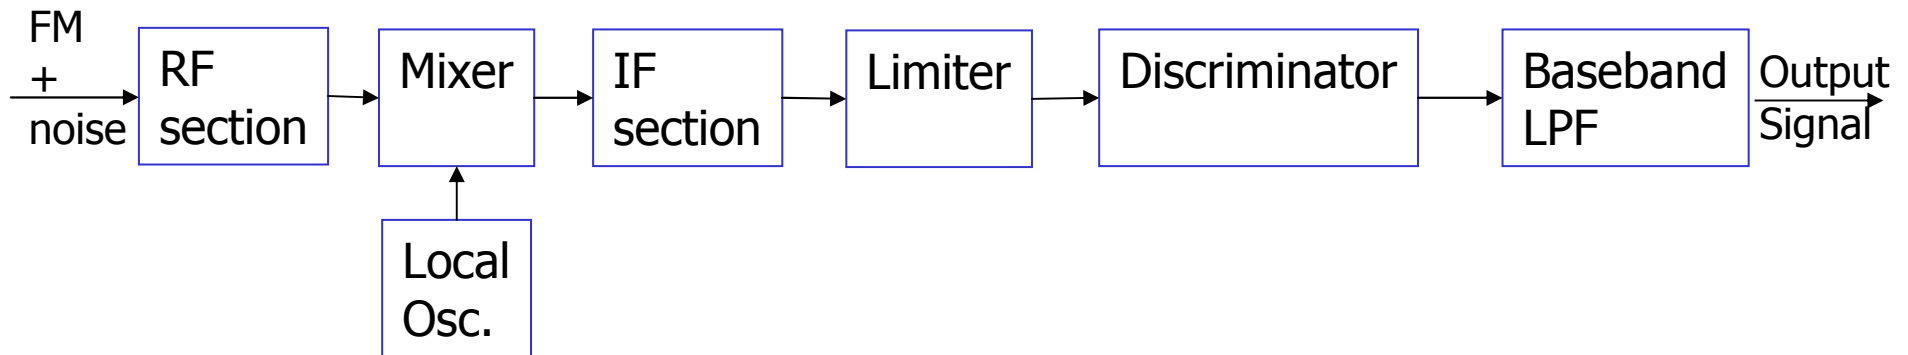 FM
+
noise
RF
section
Mixer
IF
section
Limiter
Discriminator
Baseband
LPF
Output
Signal
Local
Osc.